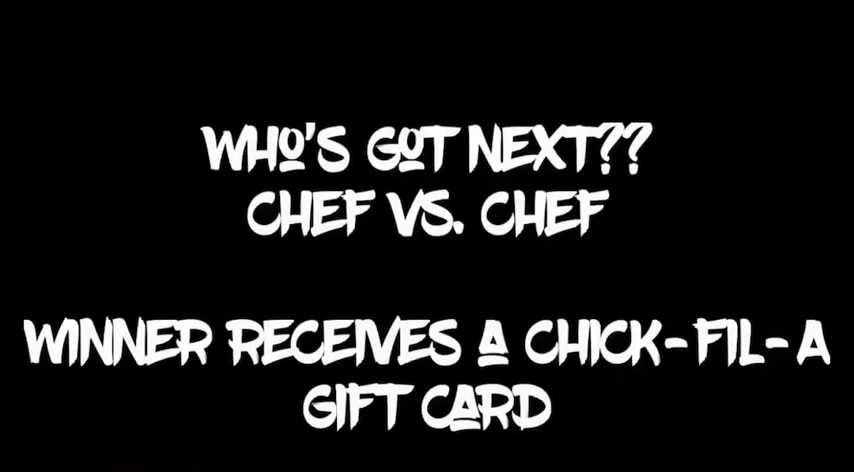 WHO'S GOT NEXT??
CHEF VS. CHEF
WINNER RECEIVES A CHICK-FIL-A
GIFT CARD